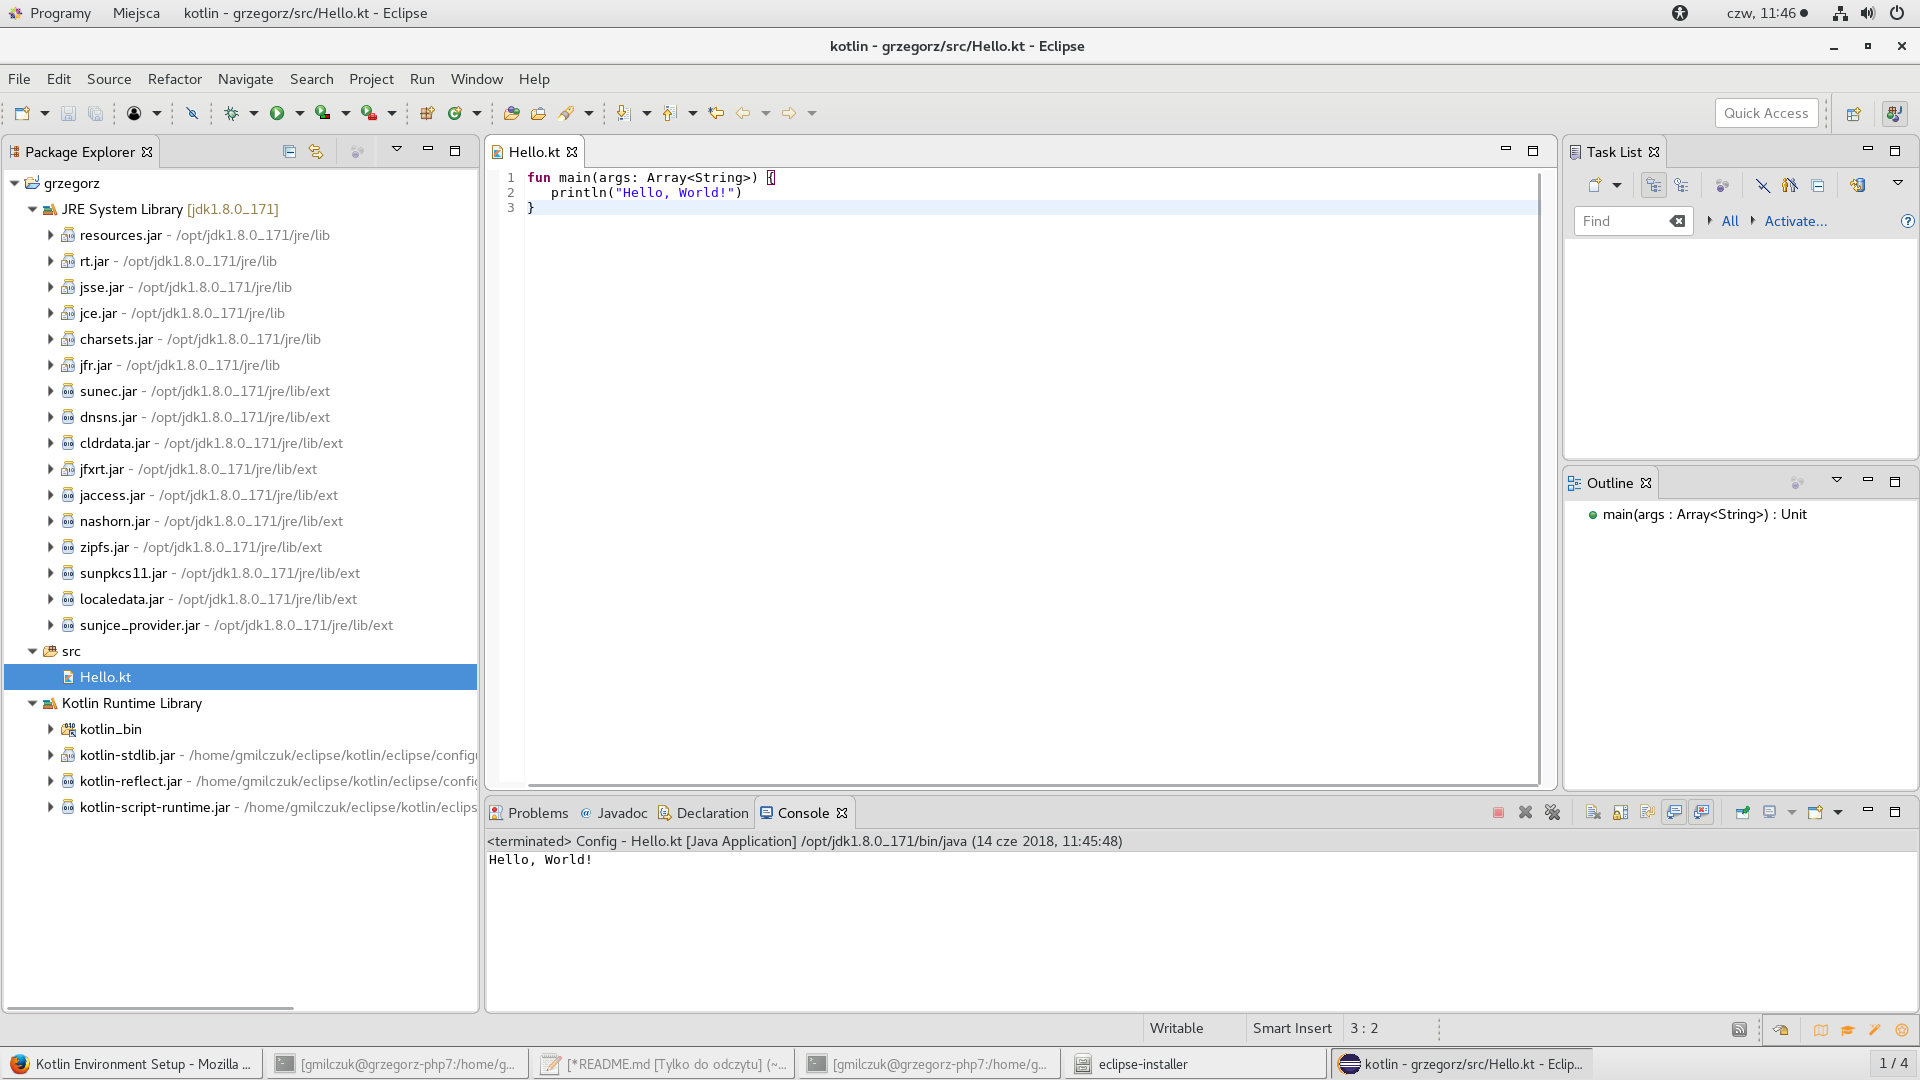 Programy Miejsca kotlin - grzegorz/src/Hello.kt - Eclipse czw, 11:46
kotlin - grzegorz/src/Hello.kt - Eclipse
File Edit Source Refactor Navigate Search Project Run Window Help
Quick Access
Package Explorer
grzegorz
JRE System Library [jdk1.8.0_171]
resources.jar - /opt/jdk1.8.0_171/jre/lib
rt.jar - /opt/jdk1.8.0_171/jre/lib
jsse.jar - /opt/jdk1.8.0_171/jre/lib
jce.jar - /opt/jdk1.8.0_171/jre/lib
charsets.jar - /opt/jdk1.8.0_171/jre/lib
jfr.jar - /opt/jdk1.8.0_171/jre/lib
sunec.jar - /opt/jdk1.8.0_171/jre/lib/ext
dnsns.jar - /opt/jdk1.8.0_171/jre/lib/ext
cldrdata.jar - /opt/jdk1.8.0_171/jre/lib/ext
jfxrt.jar - /opt/jdk1.8.0_171/jre/lib/ext
jaccess.jar - /opt/jdk1.8.0_171/jre/lib/ext
nashorn.jar - /opt/jdk1.8.0_171/jre/lib/ext
zipfs.jar - /opt/jdk1.8.0_171/jre/lib/ext
sunpkcs11.jar - /opt/jdk1.8.0_171/jre/lib/ext
localedata.jar - /opt/jdk1.8.0_171/jre/lib/ext
sunjce_provider.jar - /opt/jdk1.8.0_171/jre/lib/ext
src
Hello.kt
Kotlin Runtime Library
kotlin_bin
kotlin-stdlib.jar - /home/gmilczuk/eclipse/kotlin/eclipse/config
kotlin-reflect.jar - /home/gmilczuk/eclipse/kotlin/eclipse/confi
kotlin-script-runtime.jar - /home/gmilczuk/eclipse/kotlin/eclips
Hello.kt
1 fun main(args: Array<String>) {
2 println("Hello, World!")
3 }
Task List
Find All Activate...
Outline
main(args : Array<String>) : Unit
Problems Javadoc Declaration Console
<terminated> Config - Hello.kt [Java Application] /opt/jdk1.8.0_171/bin/java (14 cze 2018, 11:45:48)
Hello, World!
Writable Smart Insert 3 : 2
Kotlin Environment Setup - Mozilla ... [gmilczuk@grzegorz-php7:/home/g... [*README.md [Tylko do odczytu] (~... [gmilczuk@grzegorz-php7:/home/g... eclipse-installer kotlin - grzegorz/src/Hello.kt - Eclip... 1 / 4